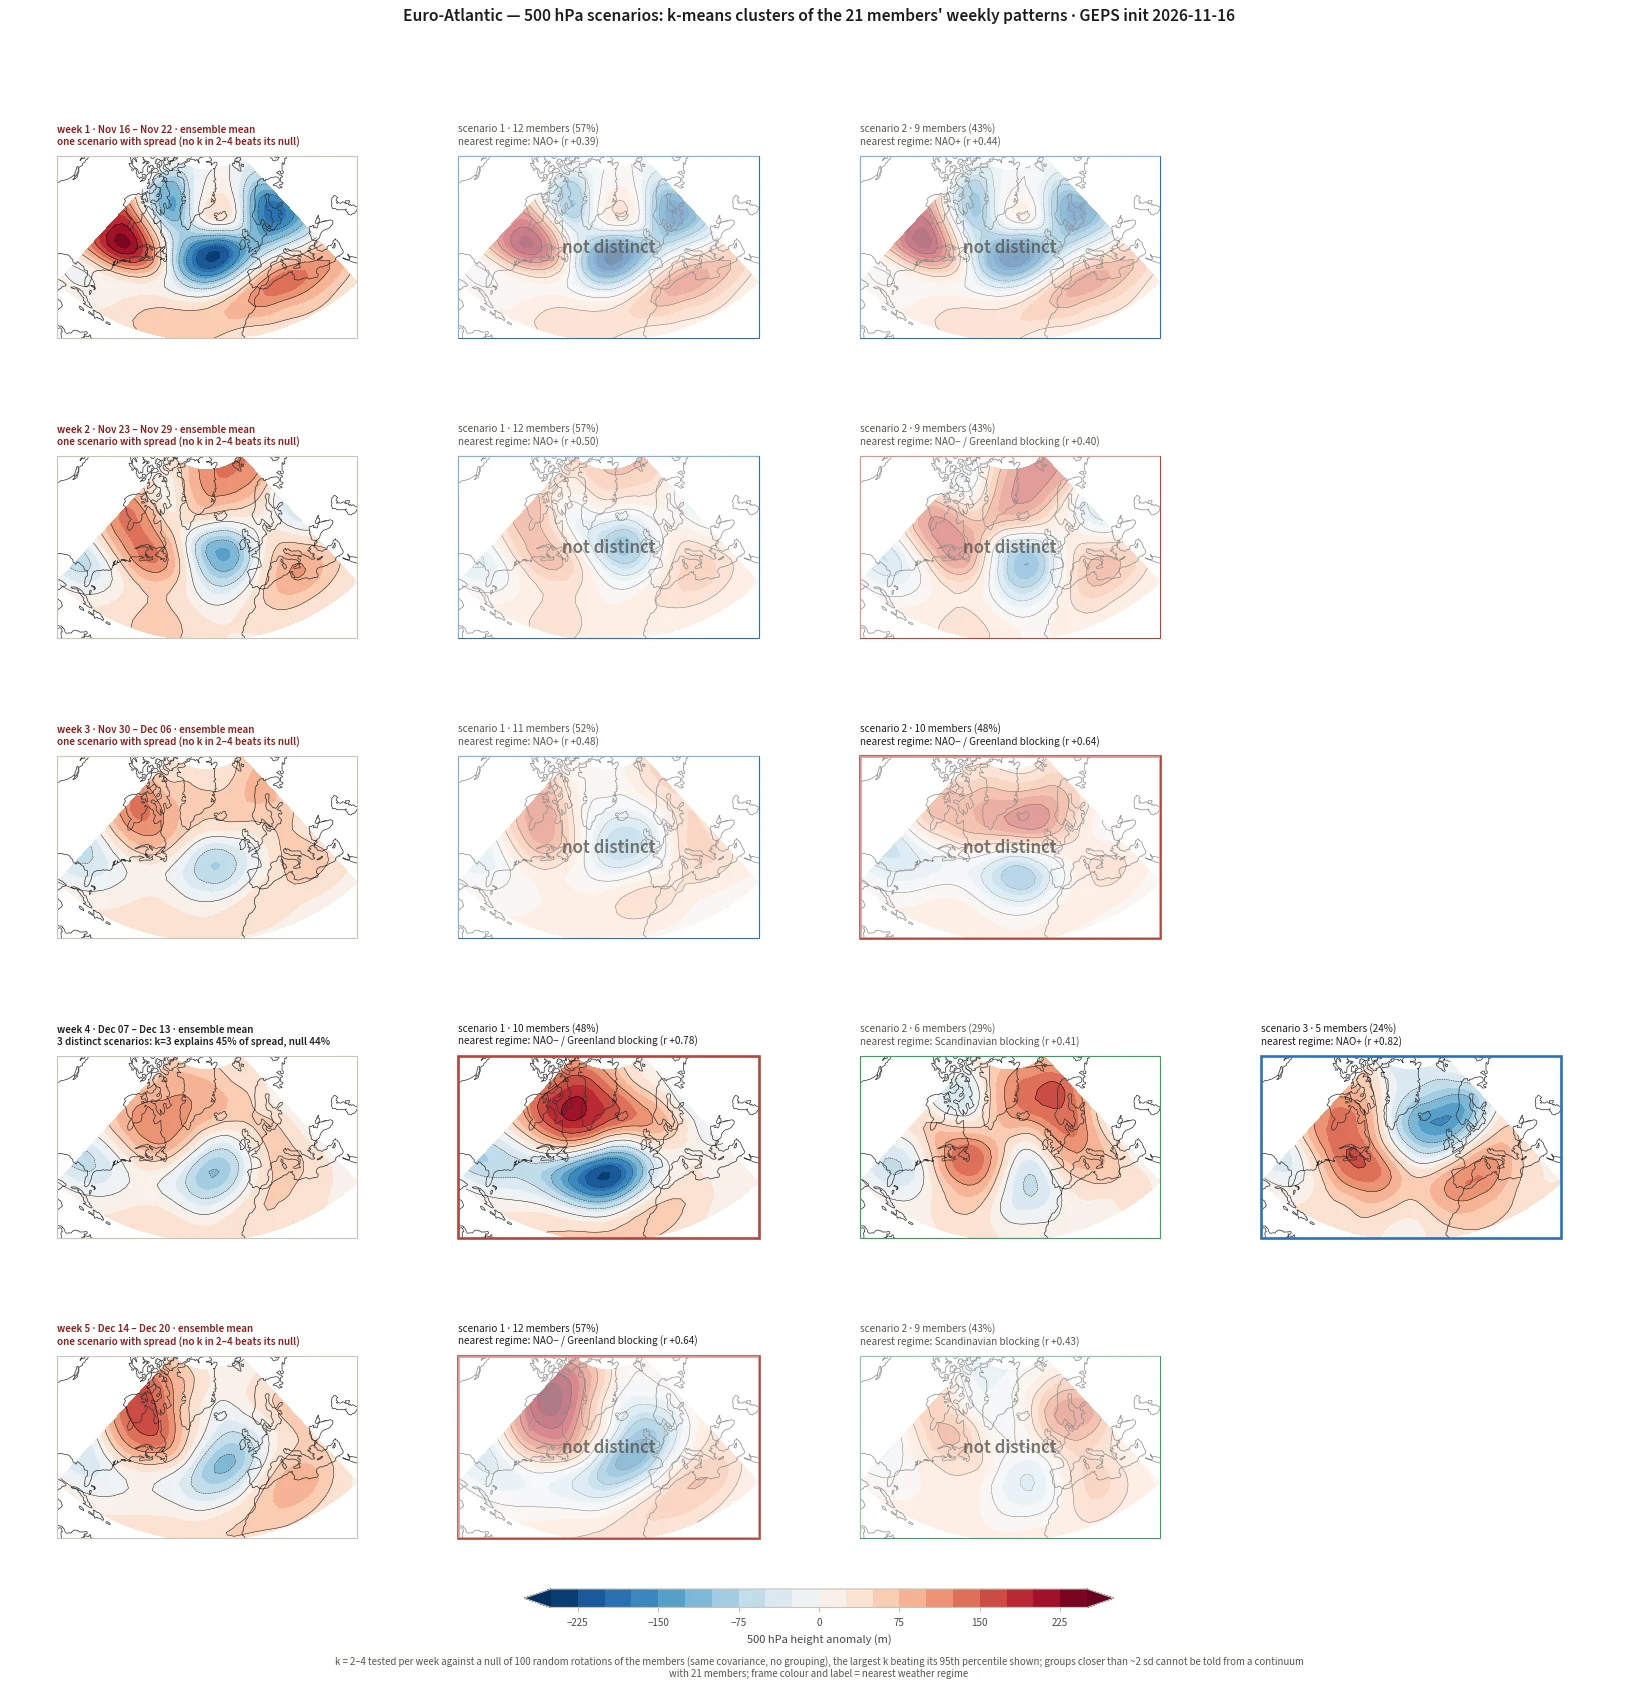 Euro-Atlantic — 500 hPa scenarios: k-means clusters of the 21 members' weekly patterns · GEPS init 2026-11-16
week 1 · Nov 16 – Nov 22 · ensemble mean
one scenario with spread (no k in 2–4 beats its null)
scenario 1 · 12 members (57%)
nearest regime: NAO+ (r +0.39)
not distinct
scenario 2 · 9 members (43%)
nearest regime: NAO+ (r +0.44)
not distinct
week 2 · Nov 23 – Nov 29 · ensemble mean
one scenario with spread (no k in 2–4 beats its null)
scenario 1 · 12 members (57%)
nearest regime: NAO+ (r +0.50)
not distinct
scenario 2 · 9 members (43%)
nearest regime: NAO− / Greenland blocking (r +0.40)
not distinct
week 3 · Nov 30 – Dec 06 · ensemble mean
one scenario with spread (no k in 2–4 beats its null)
scenario 1 · 11 members (52%)
nearest regime: NAO+ (r +0.48)
not distinct
scenario 2 · 10 members (48%)
nearest regime: NAO− / Greenland blocking (r +0.64)
not distinct
week 4 · Dec 07 – Dec 13 · ensemble mean
3 distinct scenarios: k=3 explains 45% of spread, null 44%
scenario 1 · 10 members (48%)
nearest regime: NAO− / Greenland blocking (r +0.78)
scenario 2 · 6 members (29%)
nearest regime: Scandinavian blocking (r +0.41)
scenario 3 · 5 members (24%)
nearest regime: NAO+ (r +0.82)
week 5 · Dec 14 – Dec 20 · ensemble mean
one scenario with spread (no k in 2–4 beats its null)
scenario 1 · 12 members (57%)
nearest regime: NAO− / Greenland blocking (r +0.64)
not distinct
scenario 2 · 9 members (43%)
nearest regime: Scandinavian blocking (r +0.43)
not distinct
−225 −150 −75 0 75 150 225
500 hPa height anomaly (m)
k = 2–4 tested per week against a null of 100 random rotations of the members (same covariance, no grouping), the largest k beating its 95th percentile shown; groups closer than ~2 sd cannot be told from a continuum
with 21 members; frame colour and label = nearest weather regime